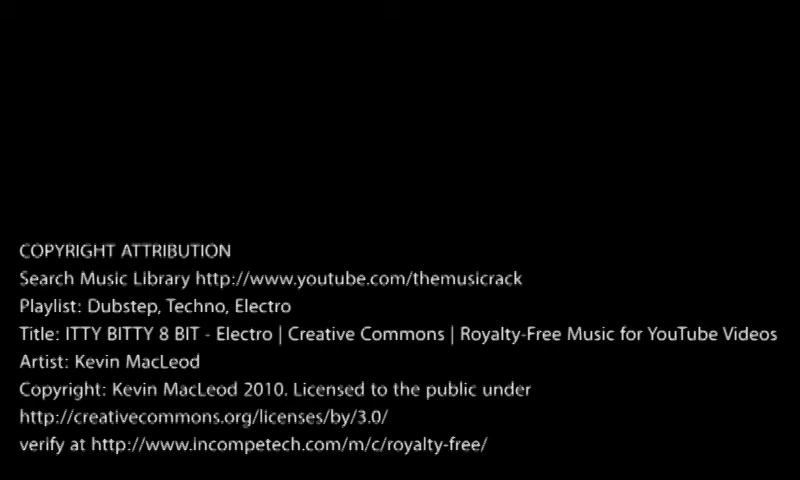 COPYRIGHT ATTRIBUTION
Search Music Library http://www.youtube.com/themusicrack
Playlist: Dubstep, Techno, Electro
Title: ITTY BITTY 8 BIT - Electro | Creative Commons | Royalty-Free Music for YouTube Videos
Artist: Kevin MacLeod
Copyright: Kevin MacLeod 2010. Licensed to the public under
http://creativecommons.org/licenses/by/3.0/
verify at http://www.incompetech.com/m/c/royalty-free/